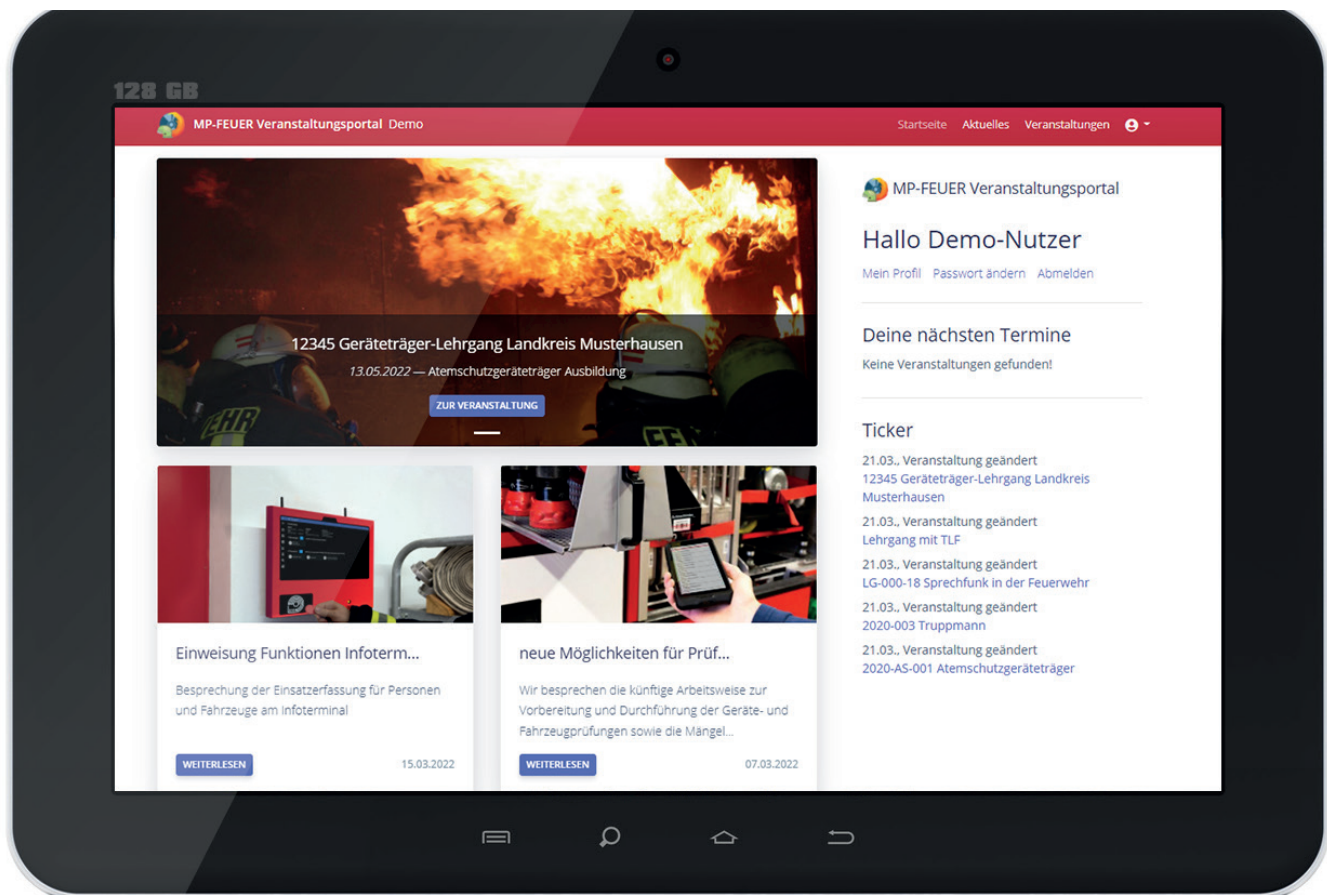 128 GB
MP-FEUER Veranstaltungsportal Demo
Startseite Aktuelles Veranstaltungen
12345 Geräteträger-Lehrgang Landkreis Musterhausen
13.05.2022 — Atemschutzgeräteträger Ausbildung
ZUR VERANSTALTUNG
EHR
FE
Einweisung Funktionen Infoterm...
Besprechung der Einsatzerfassung für Personen
und Fahrzeuge am Infoterminal
WEITERLESEN 15.03.2022
neue Möglichkeiten für Prüf...
Wir besprechen die künftige Arbeitsweise zur
Vorbereitung und Durchführung der Geräte- und
Fahrzeugprüfungen sowie die Mängel...
WEITERLESEN 07.03.2022
MP-FEUER Veranstaltungsportal
Hallo Demo-Nutzer
Mein Profil Passwort ändern Abmelden
Deine nächsten Termine
Keine Veranstaltungen gefunden!
Ticker
21.03., Veranstaltung geändert
12345 Geräteträger-Lehrgang Landkreis
Musterhausen
21.03., Veranstaltung geändert
Lehrgang mit TLF
21.03., Veranstaltung geändert
LG-000-18 Sprechfunk in der Feuerwehr
21.03., Veranstaltung geändert
2020-003 Truppmann
21.03., Veranstaltung geändert
2020-AS-001 Atemschutzgeräteträger